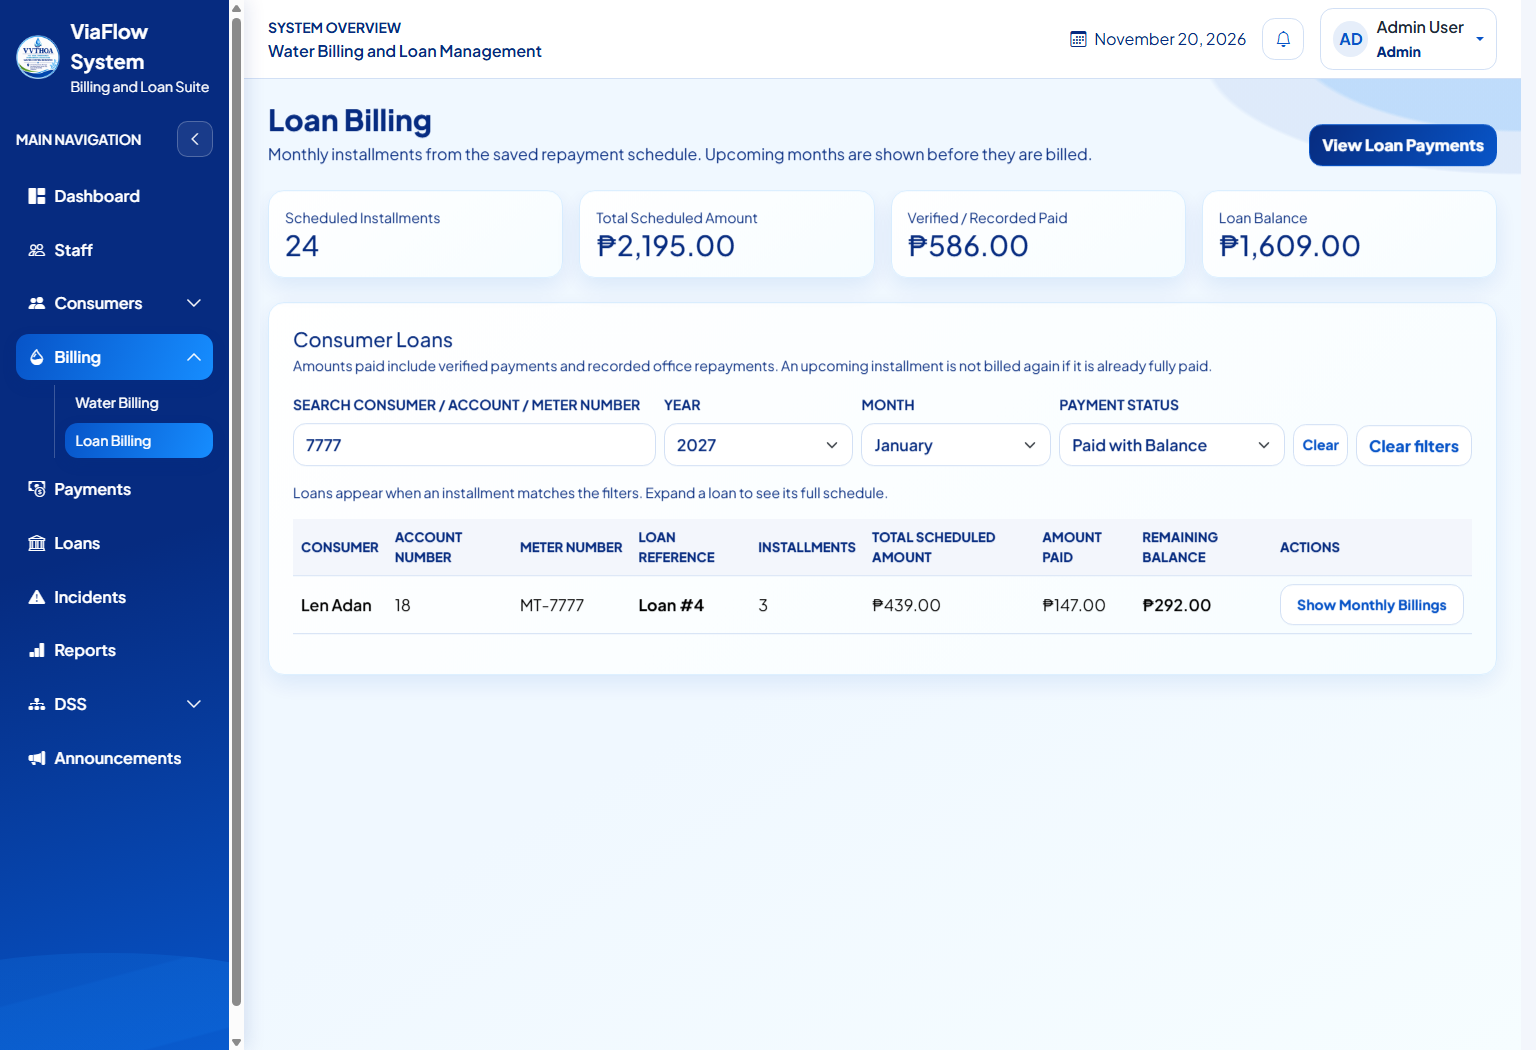 ViaFlow
System
Billing and Loan Suite
VVTHOA
MAIN NAVIGATION
Dashboard
Staff
Consumers
Billing
Water Billing
Loan Billing
Payments
Loans
Incidents
Reports
DSS
Announcements
SYSTEM OVERVIEW
Water Billing and Loan Management
November 20, 2026
AD
Admin User
Admin
Loan Billing
Monthly installments from the saved repayment schedule. Upcoming months are shown before they are billed.
View Loan Payments
Scheduled Installments
24
Total Scheduled Amount
₱2,195.00
Verified / Recorded Paid
₱586.00
Loan Balance
₱1,609.00
Consumer Loans
Amounts paid include verified payments and recorded office repayments. An upcoming installment is not billed again if it is already fully paid.
SEARCH CONSUMER / ACCOUNT / METER NUMBER YEAR MONTH PAYMENT STATUS
7777 2027 January Paid with Balance Clear Clear filters
Loans appear when an installment matches the filters. Expand a loan to see its full schedule.
CONSUMER ACCOUNT NUMBER METER NUMBER LOAN REFERENCE INSTALLMENTS TOTAL SCHEDULED AMOUNT AMOUNT PAID REMAINING BALANCE ACTIONS
Len Adan 18 MT-7777 Loan #4 3 ₱439.00 ₱147.00 ₱292.00 Show Monthly Billings